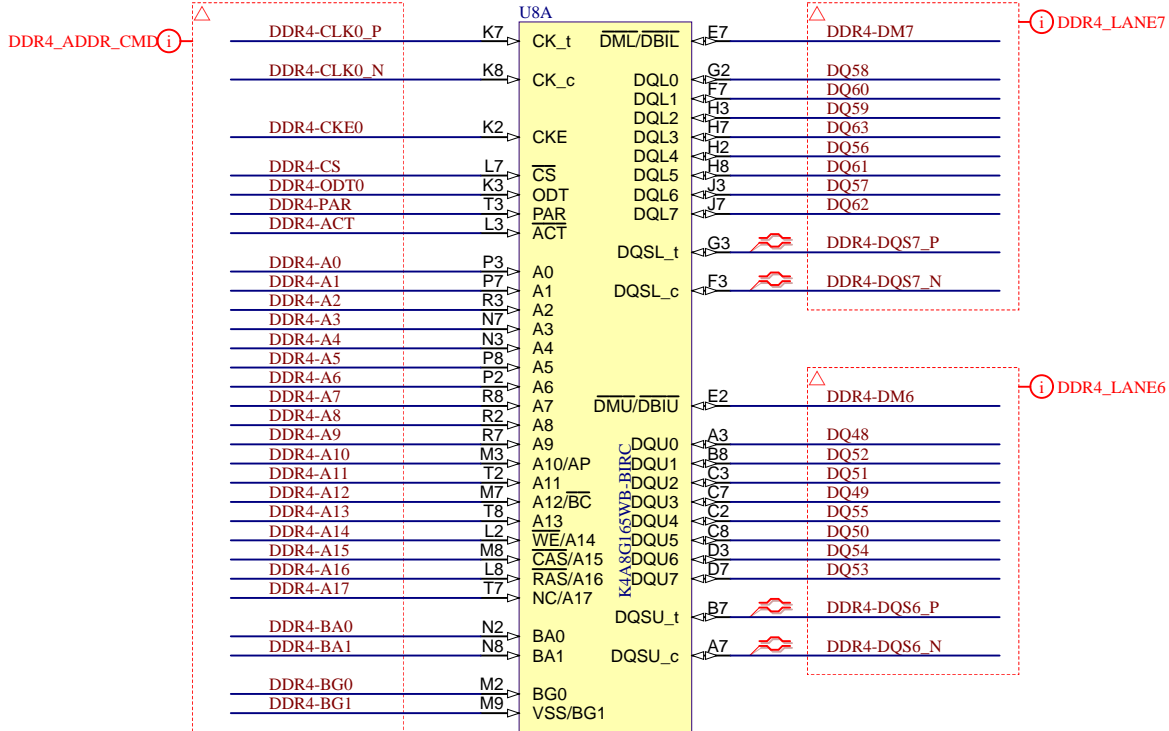 U8A
DDR4_ADDR_CMD i
DDR4-CLK0_P K7 CK_t
DDR4-CLK0_N K8 CK_c
DDR4-CKE0 K2 CKE
DDR4-CS L7 CS
DDR4-ODT0 K3 ODT
DDR4-PAR T3 PAR
DDR4-ACT L3 ACT
DDR4-A0 P3 A0
DDR4-A1 P7 A1
DDR4-A2 R3 A2
DDR4-A3 N7 A3
DDR4-A4 N3 A4
DDR4-A5 P8 A5
DDR4-A6 P2 A6
DDR4-A7 R8 A7
DDR4-A8 R2 A8
DDR4-A9 R7 A9
DDR4-A10 M3 A10/AP
DDR4-A11 T2 A11
DDR4-A12 M7 A12/BC
DDR4-A13 T8 A13
DDR4-A14 L2 WE/A14
DDR4-A15 M8 CAS/A15
DDR4-A16 L8 RAS/A16
DDR4-A17 T7 NC/A17
DDR4-BA0 N2 BA0
DDR4-BA1 N8 BA1
DDR4-BG0 M2 BG0
DDR4-BG1 M9 VSS/BG1
K4A8G165WB-BIRC
i DDR4_LANE7
DML/DBIL E7 DDR4-DM7
DQL0 G2 DQ58
DQL1 F7 DQ60
DQL2 H3 DQ59
DQL3 H7 DQ63
DQL4 H2 DQ56
DQL5 H8 DQ61
DQL6 J3 DQ57
DQL7 J7 DQ62
DQSL_t G3 DDR4-DQS7_P
DQSL_c F3 DDR4-DQS7_N
i DDR4_LANE6
DMU/DBIU E2 DDR4-DM6
DQU0 A3 DQ48
DQU1 B8 DQ52
DQU2 C3 DQ51
DQU3 C7 DQ49
DQU4 C2 DQ55
DQU5 C8 DQ50
DQU6 D3 DQ54
DQU7 D7 DQ53
DQSU_t B7 DDR4-DQS6_P
DQSU_c A7 DDR4-DQS6_N